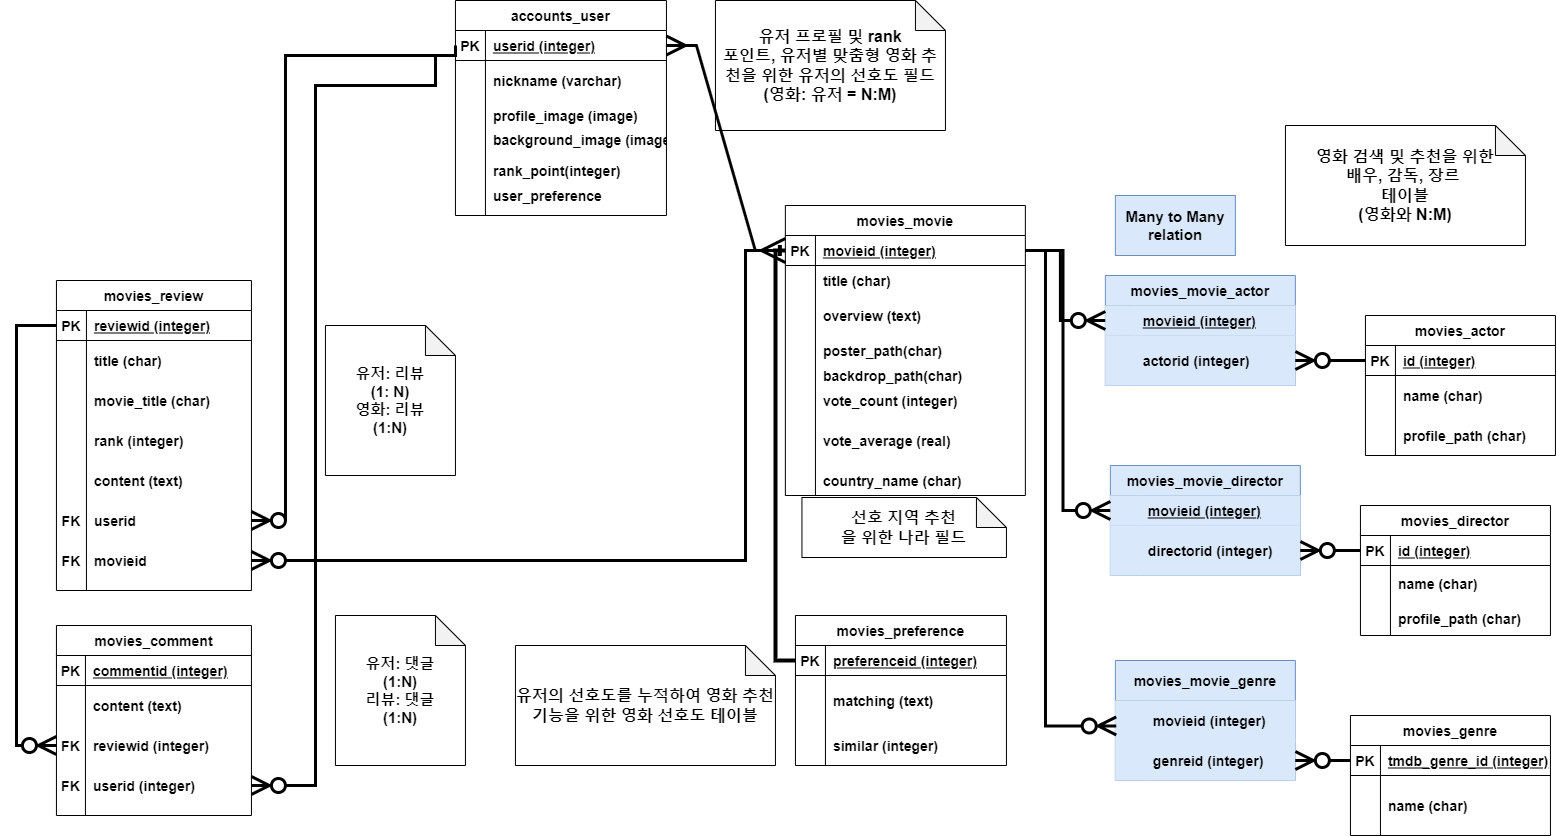 accounts_user
PK userid (integer)
nickname (varchar)
profile_image (image)
background_image (image
rank_point(integer)
user_preference
유저 프로필 및 rank
포인트, 유저별 맞춤형 영화 추
천을 위한 유저의 선호도 필드
(영화: 유저 = N:M)
영화 검색 및 추천을 위한
배우, 감독, 장르
테이블
(영화와 N:M)
Many to Many
relation
movies_movie
PK movieid (integer)
title (char)
overview (text)
poster_path(char)
backdrop_path(char)
vote_count (integer)
vote_average (real)
country_name (char)
선호 지역 추천
을 위한 나라 필드
movies_review
PK reviewid (integer)
title (char)
movie_title (char)
rank (integer)
content (text)
FK userid
FK movieid
유저: 리뷰
(1: N)
영화: 리뷰
(1:N)
movies_movie_actor
movieid (integer)
actorid (integer)
movies_actor
PK id (integer)
name (char)
profile_path (char)
movies_movie_director
movieid (integer)
directorid (integer)
movies_director
PK id (integer)
name (char)
profile_path (char)
movies_comment
PK commentid (integer)
content (text)
FK reviewid (integer)
FK userid (integer)
유저: 댓글
(1:N)
리뷰: 댓글
(1:N)
유저의 선호도를 누적하여 영화 추천
기능을 위한 영화 선호도 테이블
movies_preference
PK preferenceid (integer)
matching (text)
similar (integer)
movies_movie_genre
movieid (integer)
genreid (integer)
movies_genre
PK tmdb_genre_id (integer)
name (char)